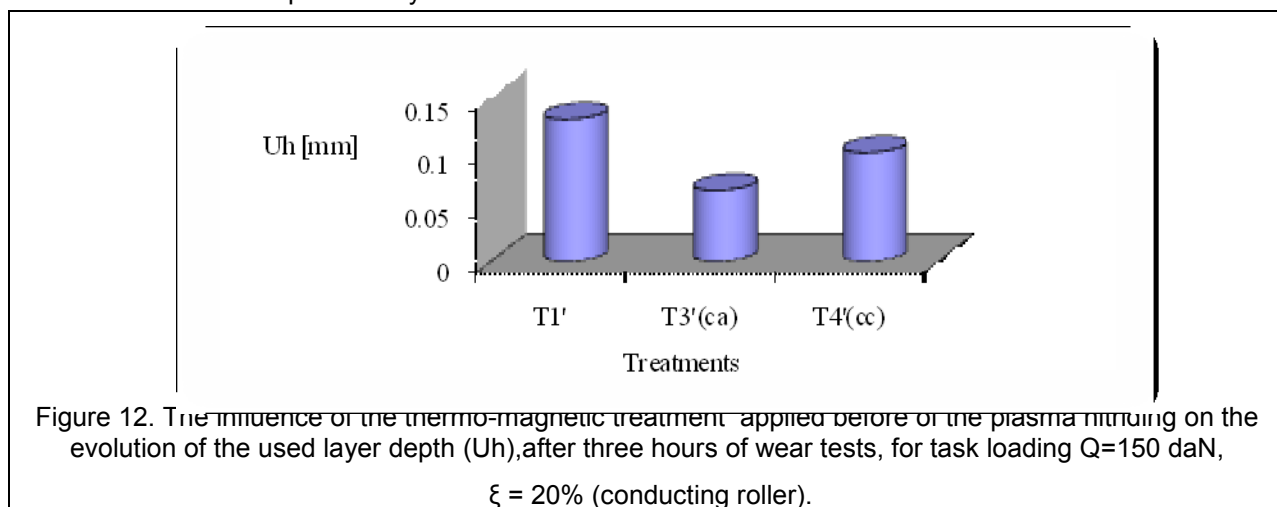 0.15
Uh [mm]
0.1
0.05
0
T1' T3'(ca) T4'(cc)
Treatments
Figure 12. The influence of the thermo-magnetic treatment applied before of the plasma nitriding on the
evolution of the used layer depth (Uh),after three hours of wear tests, for task loading Q=150 daN,
ξ = 20% (conducting roller).